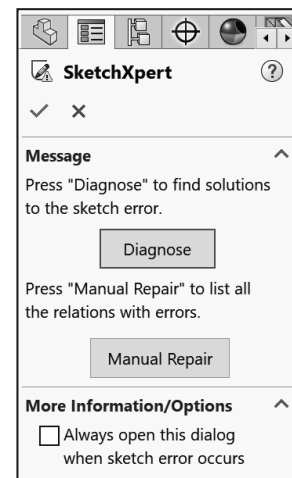 SketchXpert
?
Message
Press "Diagnose" to find solutions
to the sketch error.
Diagnose
Press "Manual Repair" to list all
the relations with errors.
Manual Repair
More Information/Options
Always open this dialog
when sketch error occurs